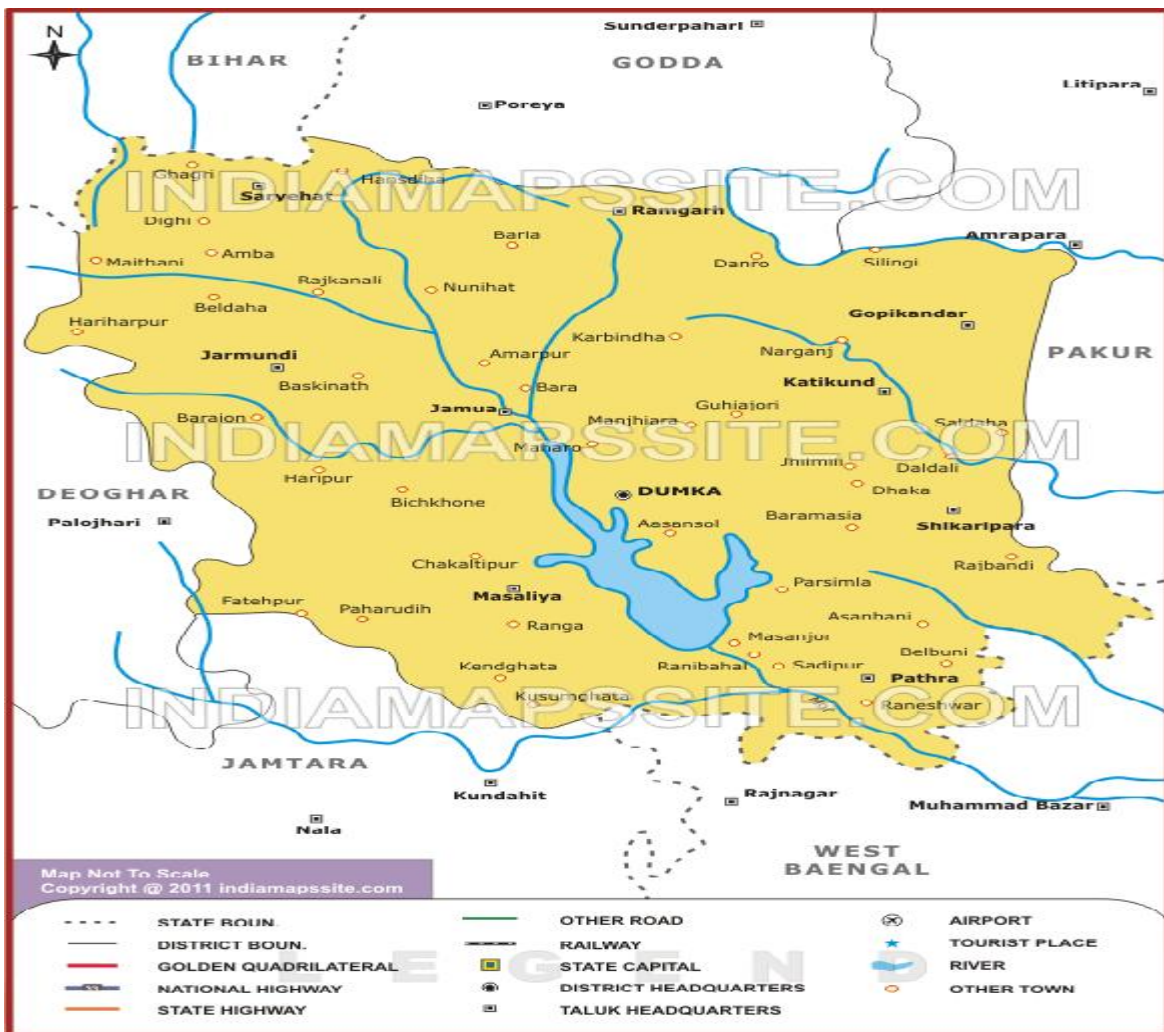 N
BIHAR
Sunderpahari
GODDA
Litipara
Poreya
Ghagri
Hansdiha
INDIAMAPSSITE.COM
Saryehat
Ramgarh
Dighi
Barla
Amrapara
Maithani
Amba
Danro
Silingi
Rajkanali
Nunihat
Beldaha
Gopikandar
Hariharpur
Karbindha
Narganj
PAKUR
Jarmundi
Amarpur
Baskinath
Bara
Katikund
Jamua
Guhiajori
Baraion
Manjhiara
Saldaha
INDIAMAPSSITE.COM
Maharo
Haripur
Daldali
DEOGHAR
Bichkhone
DUMKA
Dhaka
Palojhari
Aasansol
Baramasia
Shikaripara
Chakaltipur
Rajbandi
Masaliya
Parsimla
Fatehpur
Paharudih
Ranga
Asanbani
Masanjor
Belbuni
Kendghata
Ranibahal
Sadipur
Pathra
Kusumghata
Raneshwar
INDIAMAPSSITE.COM
JAMTARA
Kundahit
Rajnagar
Muhammad Bazar
Nala
WEST
BAENGAL
Map Not To Scale
Copyright @ 2011 indiamapssite.com
LEGEND
STATE BOUN.
OTHER ROAD
AIRPORT
DISTRICT BOUN.
RAILWAY
TOURIST PLACE
GOLDEN QUADRILATERAL
STATE CAPITAL
RIVER
NATIONAL HIGHWAY
DISTRICT HEADQUARTERS
OTHER TOWN
STATE HIGHWAY
TALUK HEADQUARTERS